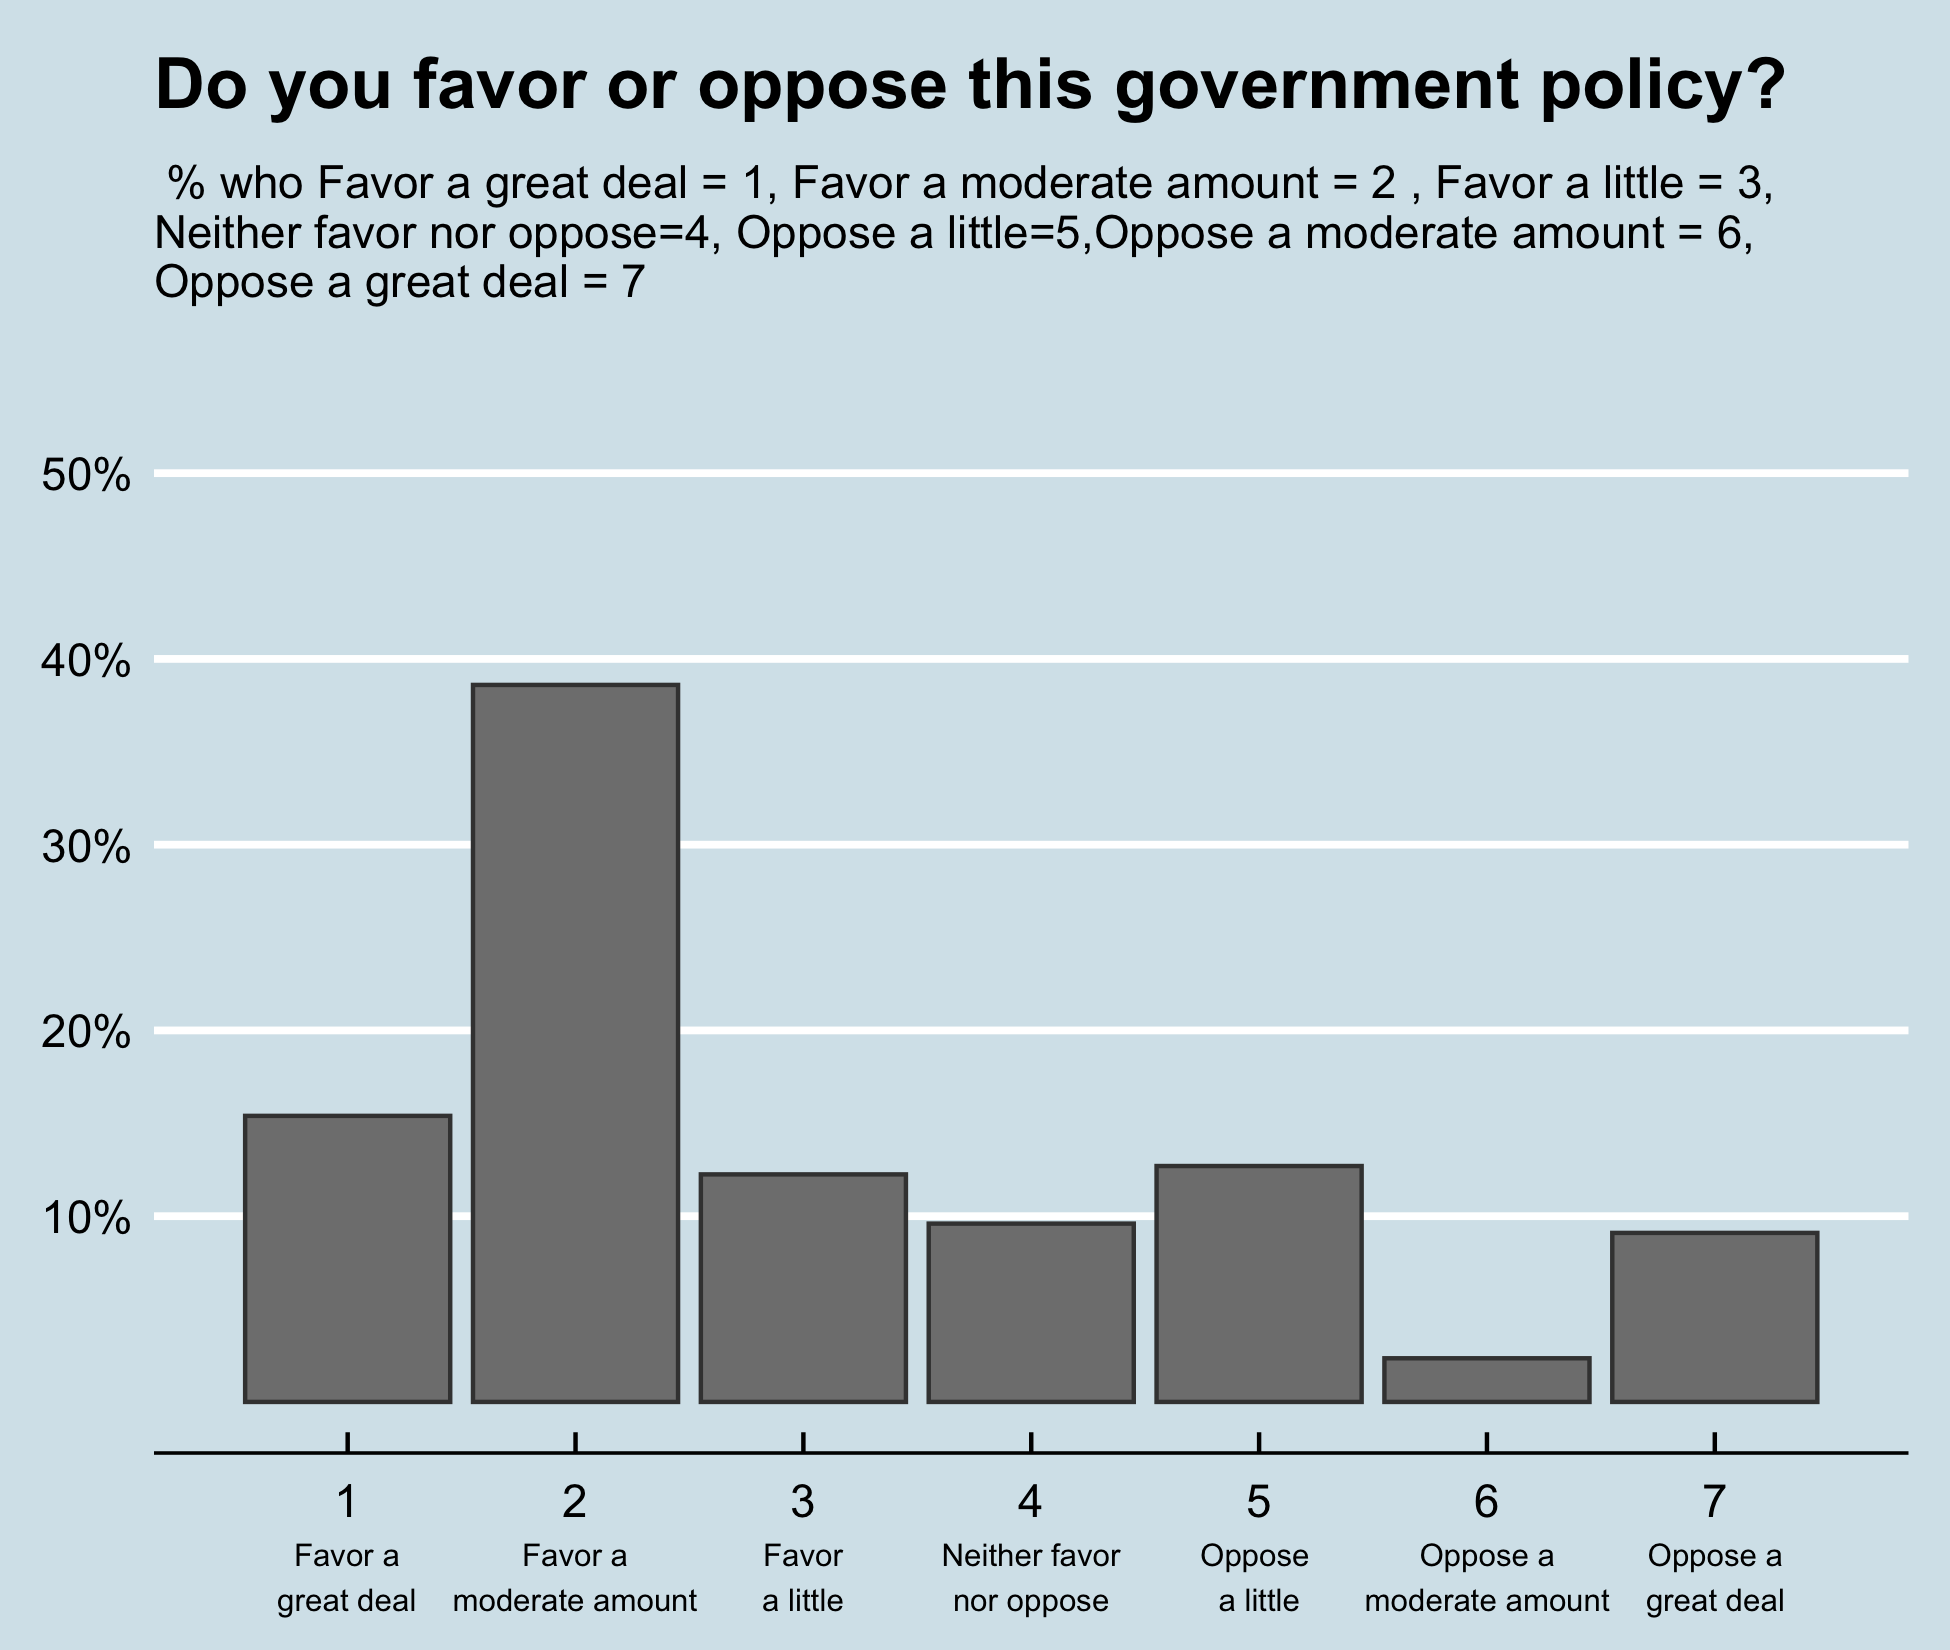 Do you favor or oppose this government policy?
% who Favor a great deal = 1, Favor a moderate amount = 2 , Favor a little = 3,
Neither favor nor oppose=4, Oppose a little=5,Oppose a moderate amount = 6,
Oppose a great deal = 7
50%
40%
30%
20%
10%
1 2 3 4 5 6 7
Favor a Favor a Favor Neither favor Oppose Oppose a Oppose a
great deal moderate amount a little nor oppose a little moderate amount great deal